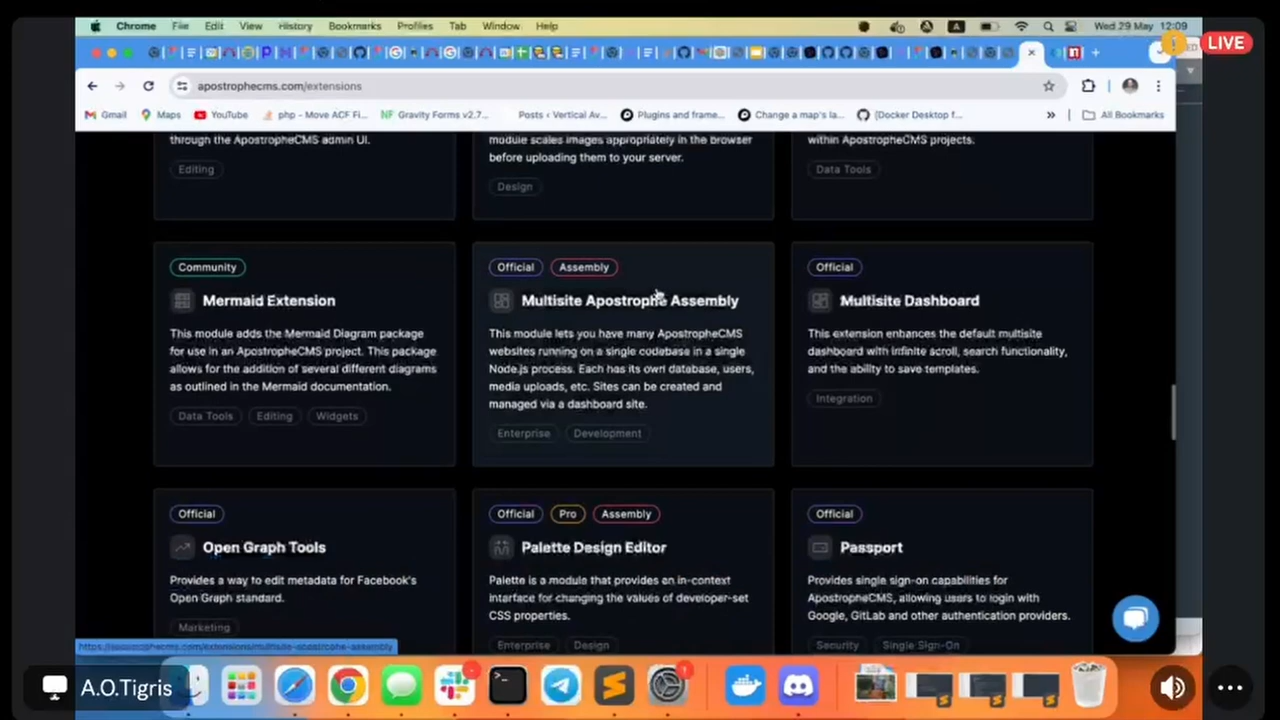 Chrome File Edit View History Bookmarks Profiles Tab Window Help
Wed 29 May 12:09
LIVE
apostrophecms.com/extensions
Gmail Maps YouTube php - Move ACF Fi... Gravity Forms v2.7... Posts ‹ Vertical Av... Plugins and frame... Change a map's la... (Docker Desktop f... » All Bookmarks
through the ApostropheCMS admin UI.
Editing
module scales images appropriately in the browser
before uploading them to your server.
Design
within ApostropheCMS projects.
Data Tools
Community
Mermaid Extension
This module adds the Mermaid Diagram package
for use in an ApostropheCMS project. This package
allows for the addition of several different diagrams
as outlined in the Mermaid documentation.
Data Tools Editing Widgets
Official Assembly
Multisite Apostrophe Assembly
This module lets you have many ApostropheCMS
websites running on a single codebase in a single
Node.js process. Each has its own database, users,
media uploads, etc. Sites can be created and
managed via a dashboard site.
Enterprise Development
Official
Multisite Dashboard
This extension enhances the default multisite
dashboard with infinite scroll, search functionality,
and the ability to save templates.
Integration
Official
Open Graph Tools
Provides a way to edit metadata for Facebook's
Open Graph standard.
Marketing
Official Pro Assembly
Palette Design Editor
Palette is a module that provides an in-context
interface for changing the values of developer-set
CSS properties.
Enterprise Design
Official
Passport
Provides single sign-on capabilities for
ApostropheCMS, allowing users to login with
Google, GitLab and other authentication providers.
Security Single Sign-On
https://apostrophecms.com/extensions/multisite-apostrophe-assembly
A.O.Tigris